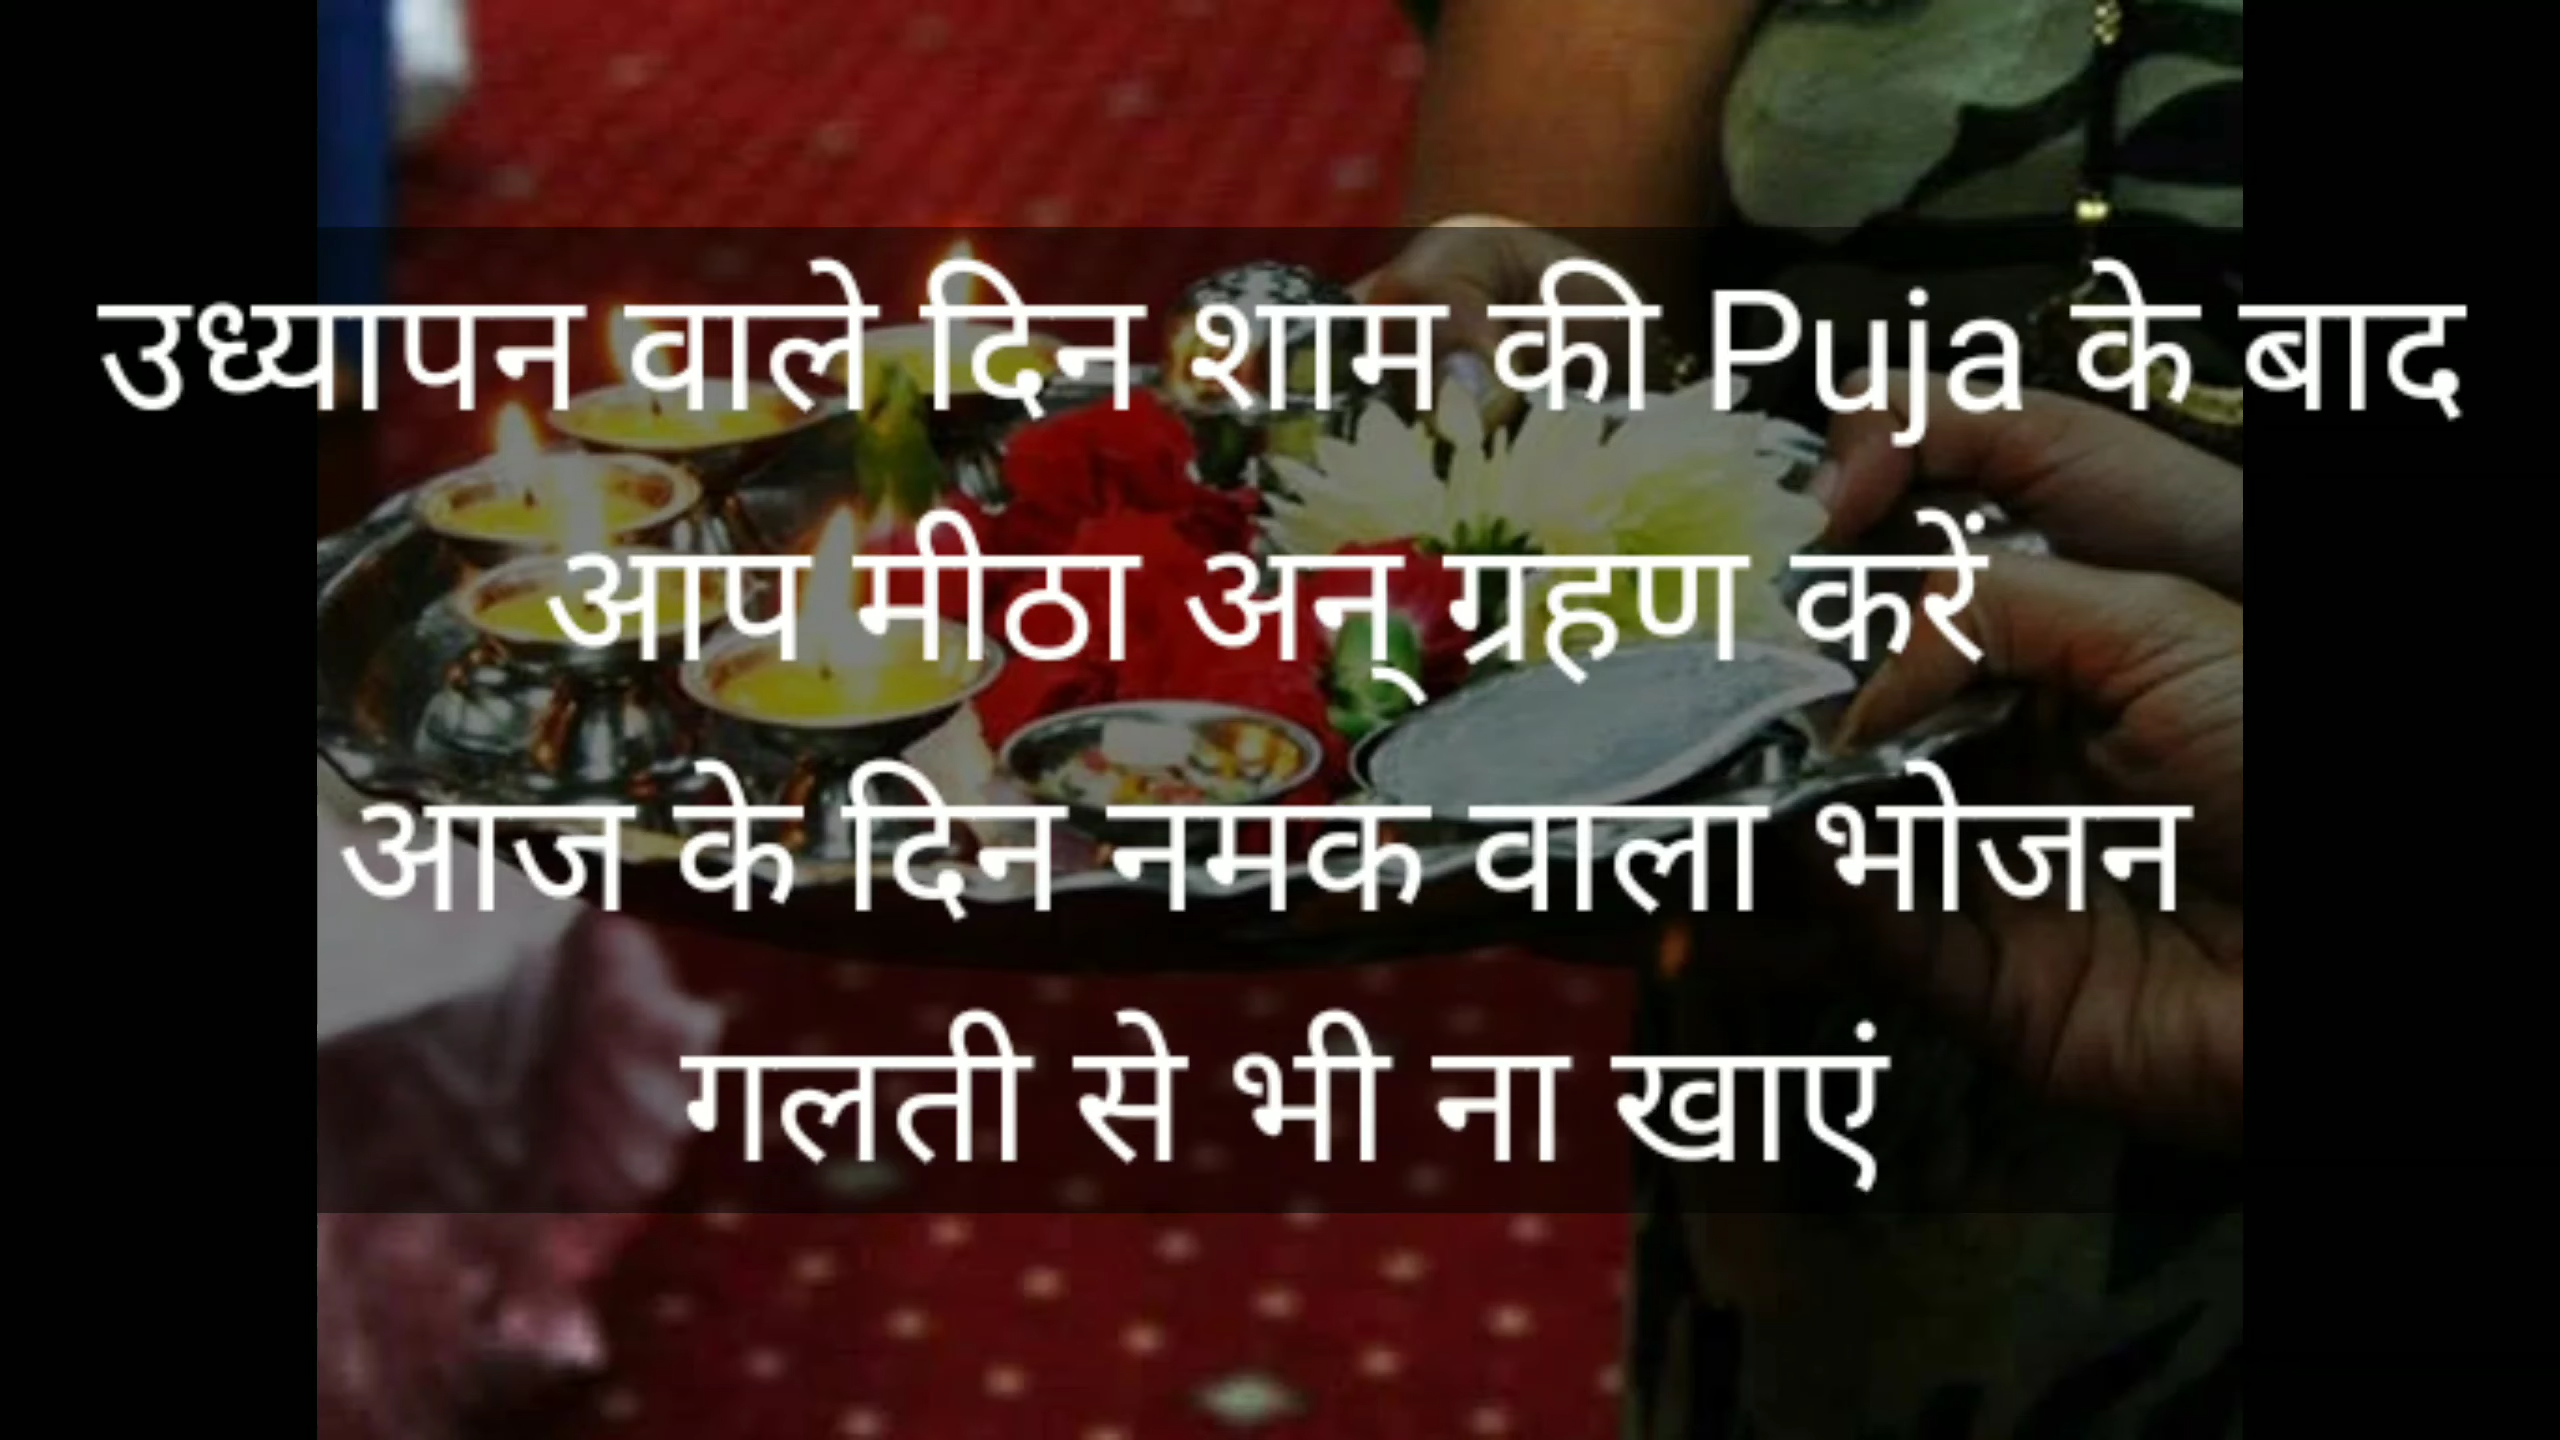 उध्यापन वाले दिन शाम की Puja के बाद
आप मीठा अन् ग्रहण करें
आज के दिन नमक वाला भोजन
गलती से भी ना खाएं